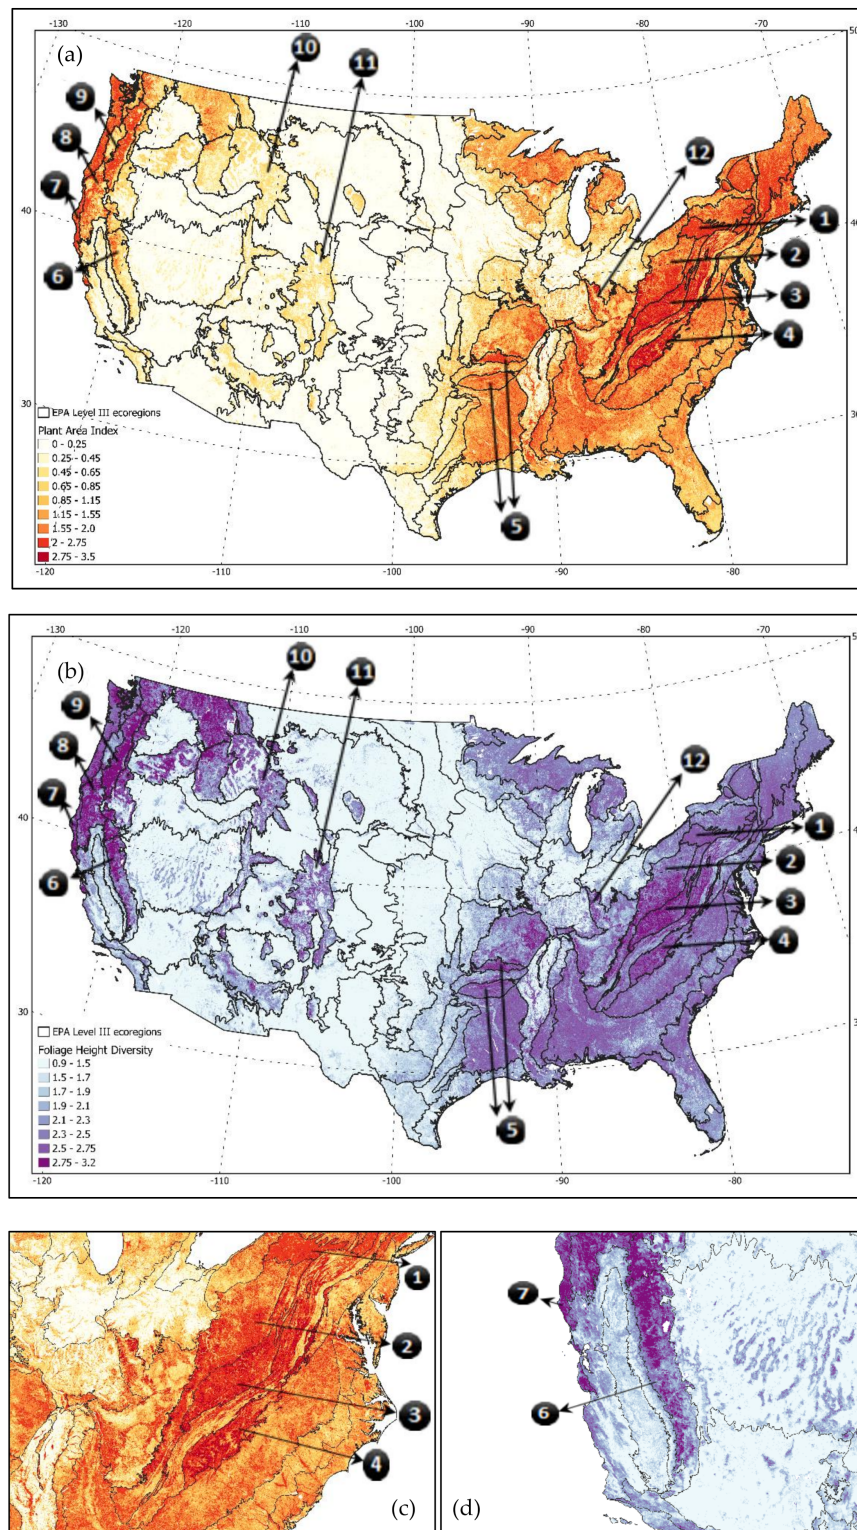 -130
-120
-110
-100
-90
-80
-70
50
(a)
10
11
9
8
12
7
40
1
40
2
6
3
4
30
30
EPA Level III ecoregions
Plant Area Index
0 - 0.25
0.25 - 0.45
0.45 - 0.65
0.65 - 0.85
0.85 - 1.15
1.15 - 1.55
1.55 - 2.0
2 - 2.75
2.75 - 3.5
5
-120
-110
-100
-90
-80
-130
-120
-110
-100
-90
-80
-70
(b)
10
11
9
8
12
7
40
1
2
6
3
4
30
EPA Level III ecoregions
Foliage Height Diversity
0.9 - 1.5
1.5 - 1.7
1.7 - 1.9
1.9 - 2.1
2.1 - 2.3
2.3 - 2.5
2.5 - 2.75
2.75 - 3.2
5
-120
-110
-100
-90
-80
1
2
3
4
(c)
7
6
(d)